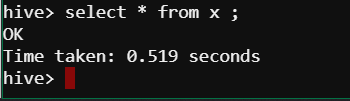 hive> select * from x ;
OK
Time taken: 0.519 seconds
hive>